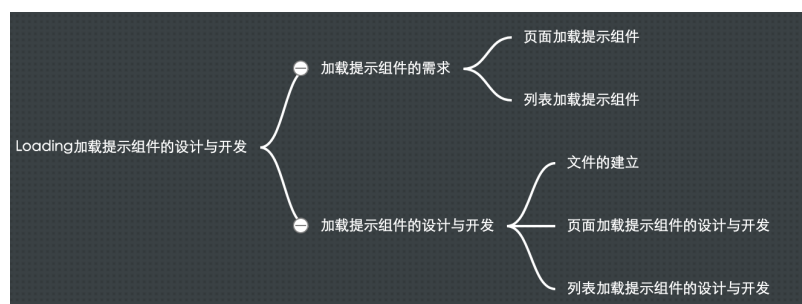 Loading加载提示组件的设计与开发
加载提示组件的需求
页面加载提示组件
列表加载提示组件
加载提示组件的设计与开发
文件的建立
页面加载提示组件的设计与开发
列表加载提示组件的设计与开发